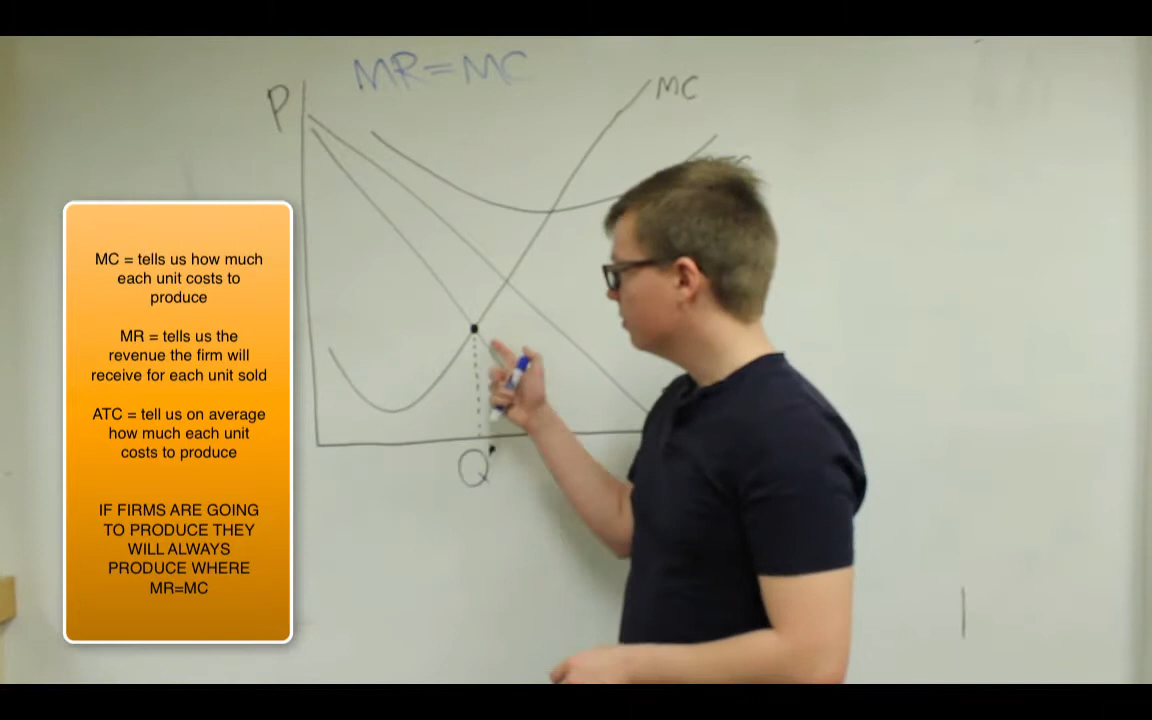 MR=MC
P
MC
MC = tells us how much
each unit costs to
produce
MR = tells us the
revenue the firm will
receive for each unit sold
ATC = tell us on average
how much each unit
costs to produce
IF FIRMS ARE GOING
TO PRODUCE THEY
WILL ALWAYS
PRODUCE WHERE
MR=MC
Q